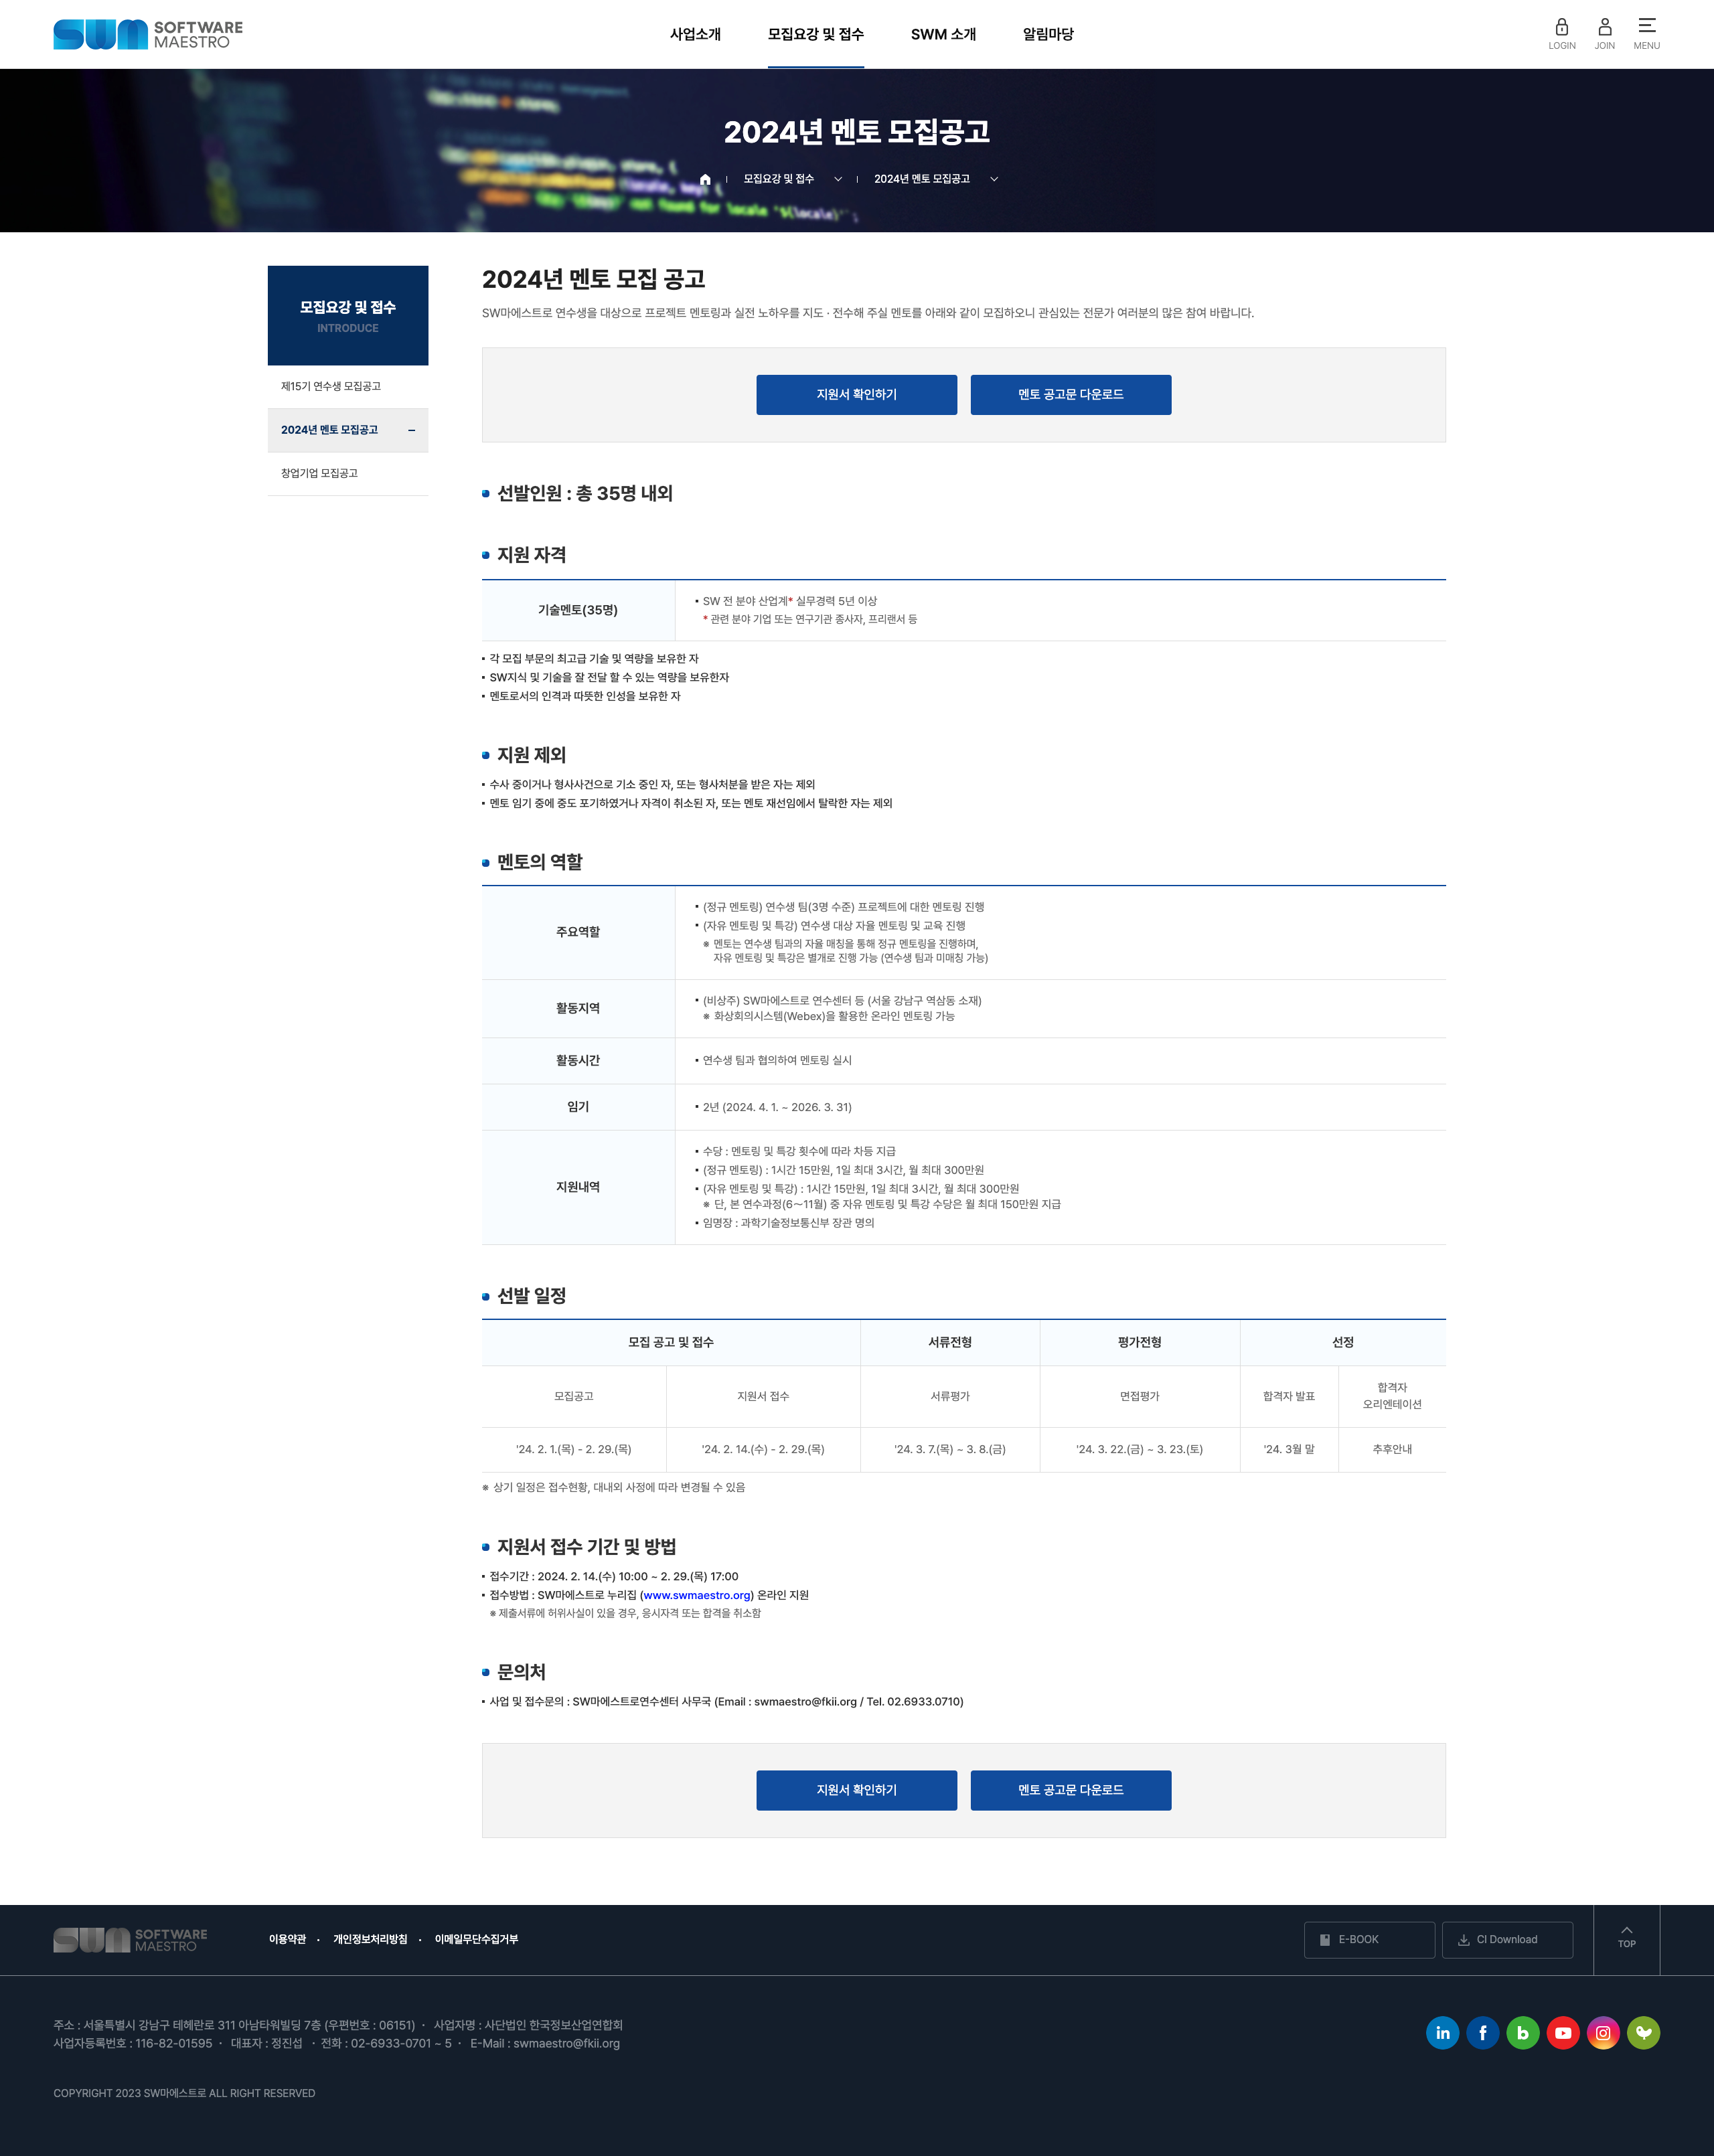 swm SOFTWARE
MAESTRO
사업소개 모집요강 및 접수 SWM 소개 알림마당
LOGIN JOIN MENU
2024년 멘토 모집공고
모집요강 및 접수 2024년 멘토 모집공고
모집요강 및 접수
INTRODUCE
제15기 연수생 모집공고
2024년 멘토 모집공고
창업기업 모집공고
2024년 멘토 모집 공고
SW마에스트로 연수생을 대상으로 프로젝트 멘토링과 실전 노하우를 지도 · 전수해 주실 멘토를 아래와 같이 모집하오니 관심있는 전문가 여러분의 많은 참여 바랍니다.
지원서 확인하기 멘토 공고문 다운로드
선발인원 : 총 35명 내외
지원 자격
기술멘토(35명)
SW 전 분야 산업계* 실무경력 5년 이상
* 관련 분야 기업 또는 연구기관 종사자, 프리랜서 등
각 모집 부문의 최고급 기술 및 역량을 보유한 자
SW지식 및 기술을 잘 전달 할 수 있는 역량을 보유한자
멘토로서의 인격과 따뜻한 인성을 보유한 자
지원 제외
수사 중이거나 형사사건으로 기소 중인 자, 또는 형사처분을 받은 자는 제외
멘토 임기 중에 중도 포기하였거나 자격이 취소된 자, 또는 멘토 재선임에서 탈락한 자는 제외
멘토의 역할
주요역할
(정규 멘토링) 연수생 팀(3명 수준) 프로젝트에 대한 멘토링 진행
(자유 멘토링 및 특강) 연수생 대상 자율 멘토링 및 교육 진행
※ 멘토는 연수생 팀과의 자율 매칭을 통해 정규 멘토링을 진행하며,
자유 멘토링 및 특강은 별개로 진행 가능 (연수생 팀과 미매칭 가능)
활동지역
(비상주) SW마에스트로 연수센터 등 (서울 강남구 역삼동 소재)
※ 화상회의시스템(Webex)을 활용한 온라인 멘토링 가능
활동시간
연수생 팀과 협의하여 멘토링 실시
임기
2년 (2024. 4. 1. ~ 2026. 3. 31)
지원내역
수당 : 멘토링 및 특강 횟수에 따라 차등 지급
(정규 멘토링) : 1시간 15만원, 1일 최대 3시간, 월 최대 300만원
(자유 멘토링 및 특강) : 1시간 15만원, 1일 최대 3시간, 월 최대 300만원
※ 단, 본 연수과정(6~11월) 중 자유 멘토링 및 특강 수당은 월 최대 150만원 지급
임명장 : 과학기술정보통신부 장관 명의
선발 일정
모집 공고 및 접수 서류전형 평가전형 선정
모집공고 지원서 접수 서류평가 면접평가 합격자 발표 합격자
오리엔테이션
'24. 2. 1.(목) - 2. 29.(목) '24. 2. 14.(수) - 2. 29.(목) '24. 3. 7.(목) ~ 3. 8.(금) '24. 3. 22.(금) ~ 3. 23.(토) '24. 3월 말 추후안내
※ 상기 일정은 접수현황, 대내외 사정에 따라 변경될 수 있음
지원서 접수 기간 및 방법
접수기간 : 2024. 2. 14.(수) 10:00 ~ 2. 29.(목) 17:00
접수방법 : SW마에스트로 누리집 (www.swmaestro.org) 온라인 지원
※ 제출서류에 허위사실이 있을 경우, 응시자격 또는 합격을 취소함
문의처
사업 및 접수문의 : SW마에스트로연수센터 사무국 (Email : swmaestro@fkii.org / Tel. 02.6933.0710)
지원서 확인하기 멘토 공고문 다운로드
swm SOFTWARE
MAESTRO
이용약관 • 개인정보처리방침 • 이메일무단수집거부
E-BOOK CI Download TOP
주소 : 서울특별시 강남구 테헤란로 311 아남타워빌딩 7층 (우편번호 : 06151) · 사업자명 : 사단법인 한국정보산업연합회
사업자등록번호 : 116-82-01595 · 대표자 : 정진섭 · 전화 : 02-6933-0701 ~ 5 · E-Mail : swmaestro@fkii.org
COPYRIGHT 2023 SW마에스트로 ALL RIGHT RESERVED